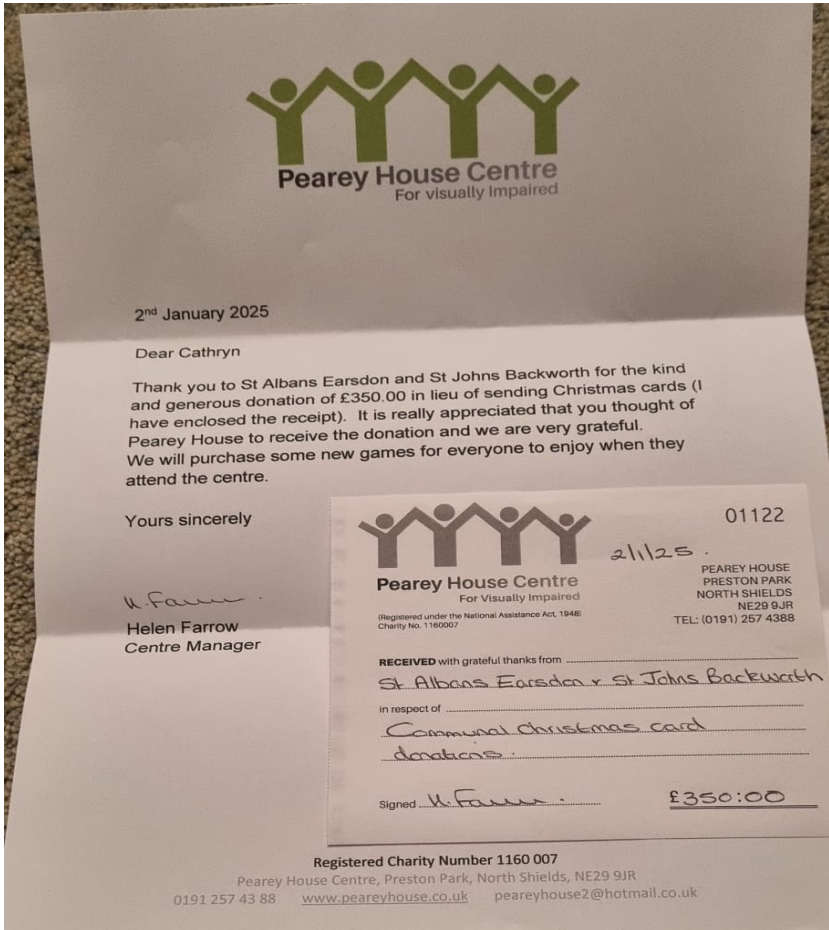 Pearey House Centre
For visually Impaired
2nd January 2025
Dear Cathryn
Thank you to St Albans Earsdon and St Johns Backworth for the kind
and generous donation of £350.00 in lieu of sending Christmas cards (I
have enclosed the receipt). It is really appreciated that you thought of
Pearey House to receive the donation and we are very grateful.
We will purchase some new games for everyone to enjoy when they
attend the centre.
Yours sincerely
H. Farrow.
Helen Farrow
Centre Manager
01122
2/1/25.
Pearey House Centre
For Visually Impaired
(Registered under the National Assistance Act, 1948)
Charity No. 1160007
PEAREY HOUSE
PRESTON PARK
NORTH SHIELDS
NE29 9JR
TEL: (0191) 257 4388
RECEIVED with grateful thanks from
St Albans Earsdon & St Johns Backworth
in respect of
Communal Christmas card
donations.
Signed H. Farrow.
£350:00
Registered Charity Number 1160 007
Pearey House Centre, Preston Park, North Shields, NE29 9JR
0191 257 43 88 www.peareyhouse.co.uk peareyhouse2@hotmail.co.uk